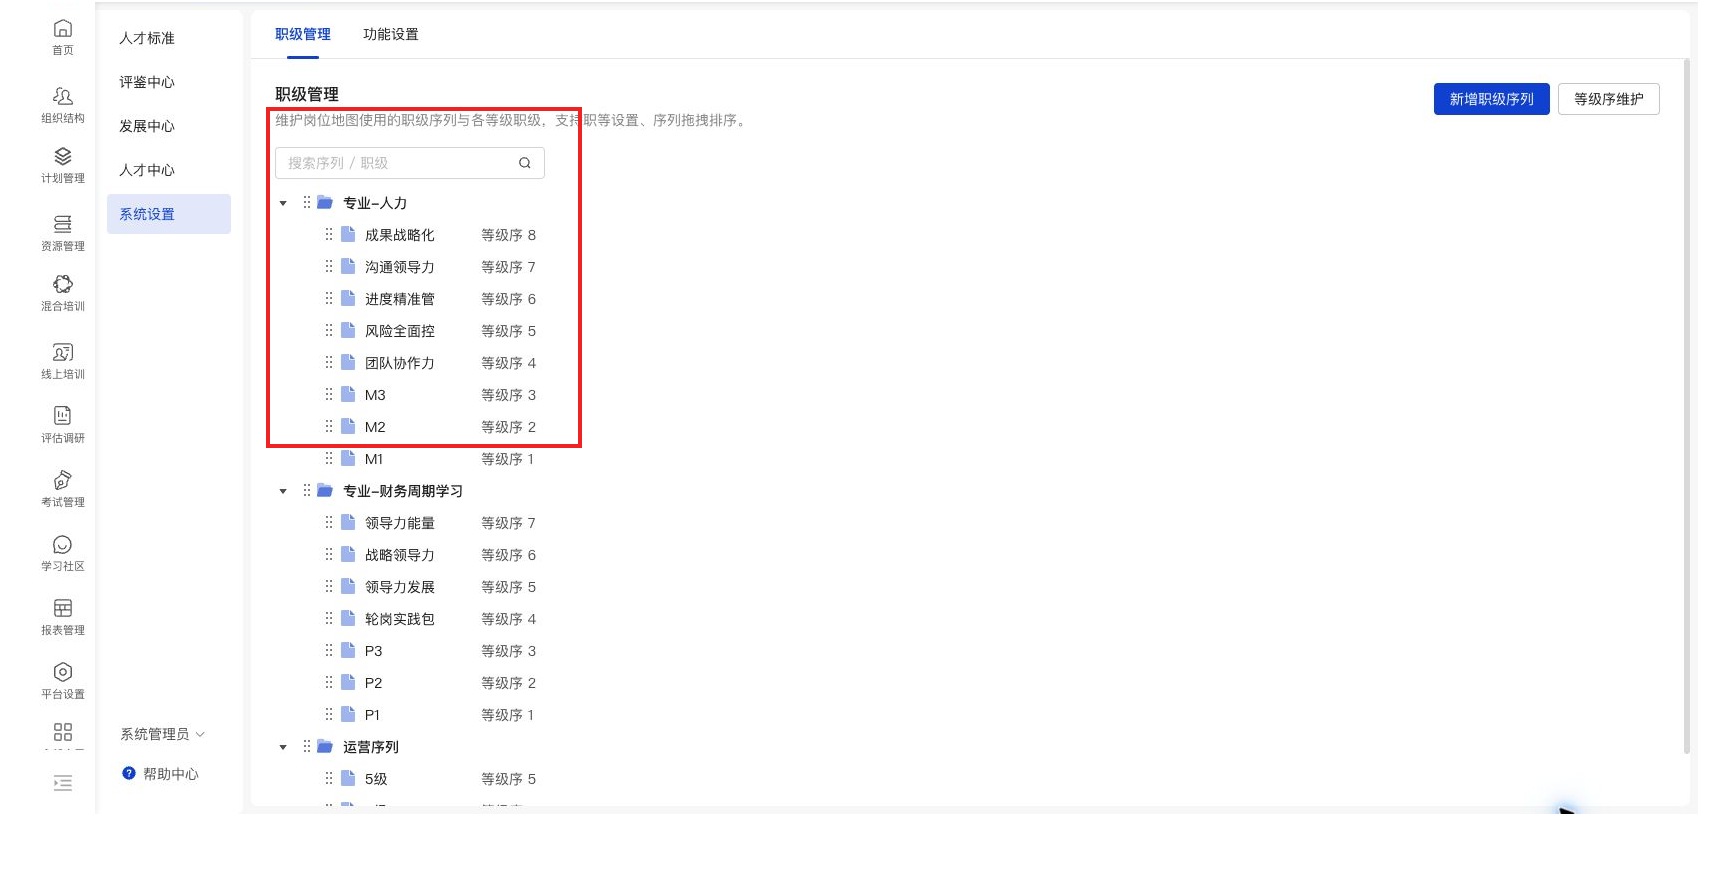 首页
组织结构
计划管理
资源管理
混合培训
线上培训
评估调研
考试管理
学习社区
报表管理
平台设置
人才标准
评鉴中心
发展中心
人才中心
系统设置
系统管理员
帮助中心
职级管理 功能设置
职级管理
新增职级序列 等级序维护
维护岗位地图使用的职级序列与各等级职级，支持职等设置、序列拖拽排序。
搜索序列 / 职级
专业-人力
成果战略化 等级序 8
沟通领导力 等级序 7
进度精准管 等级序 6
风险全面控 等级序 5
团队协作力 等级序 4
M3 等级序 3
M2 等级序 2
M1 等级序 1
专业-财务周期学习
领导力能量 等级序 7
战略领导力 等级序 6
领导力发展 等级序 5
轮岗实践包 等级序 4
P3 等级序 3
P2 等级序 2
P1 等级序 1
运营序列
5级 等级序 5